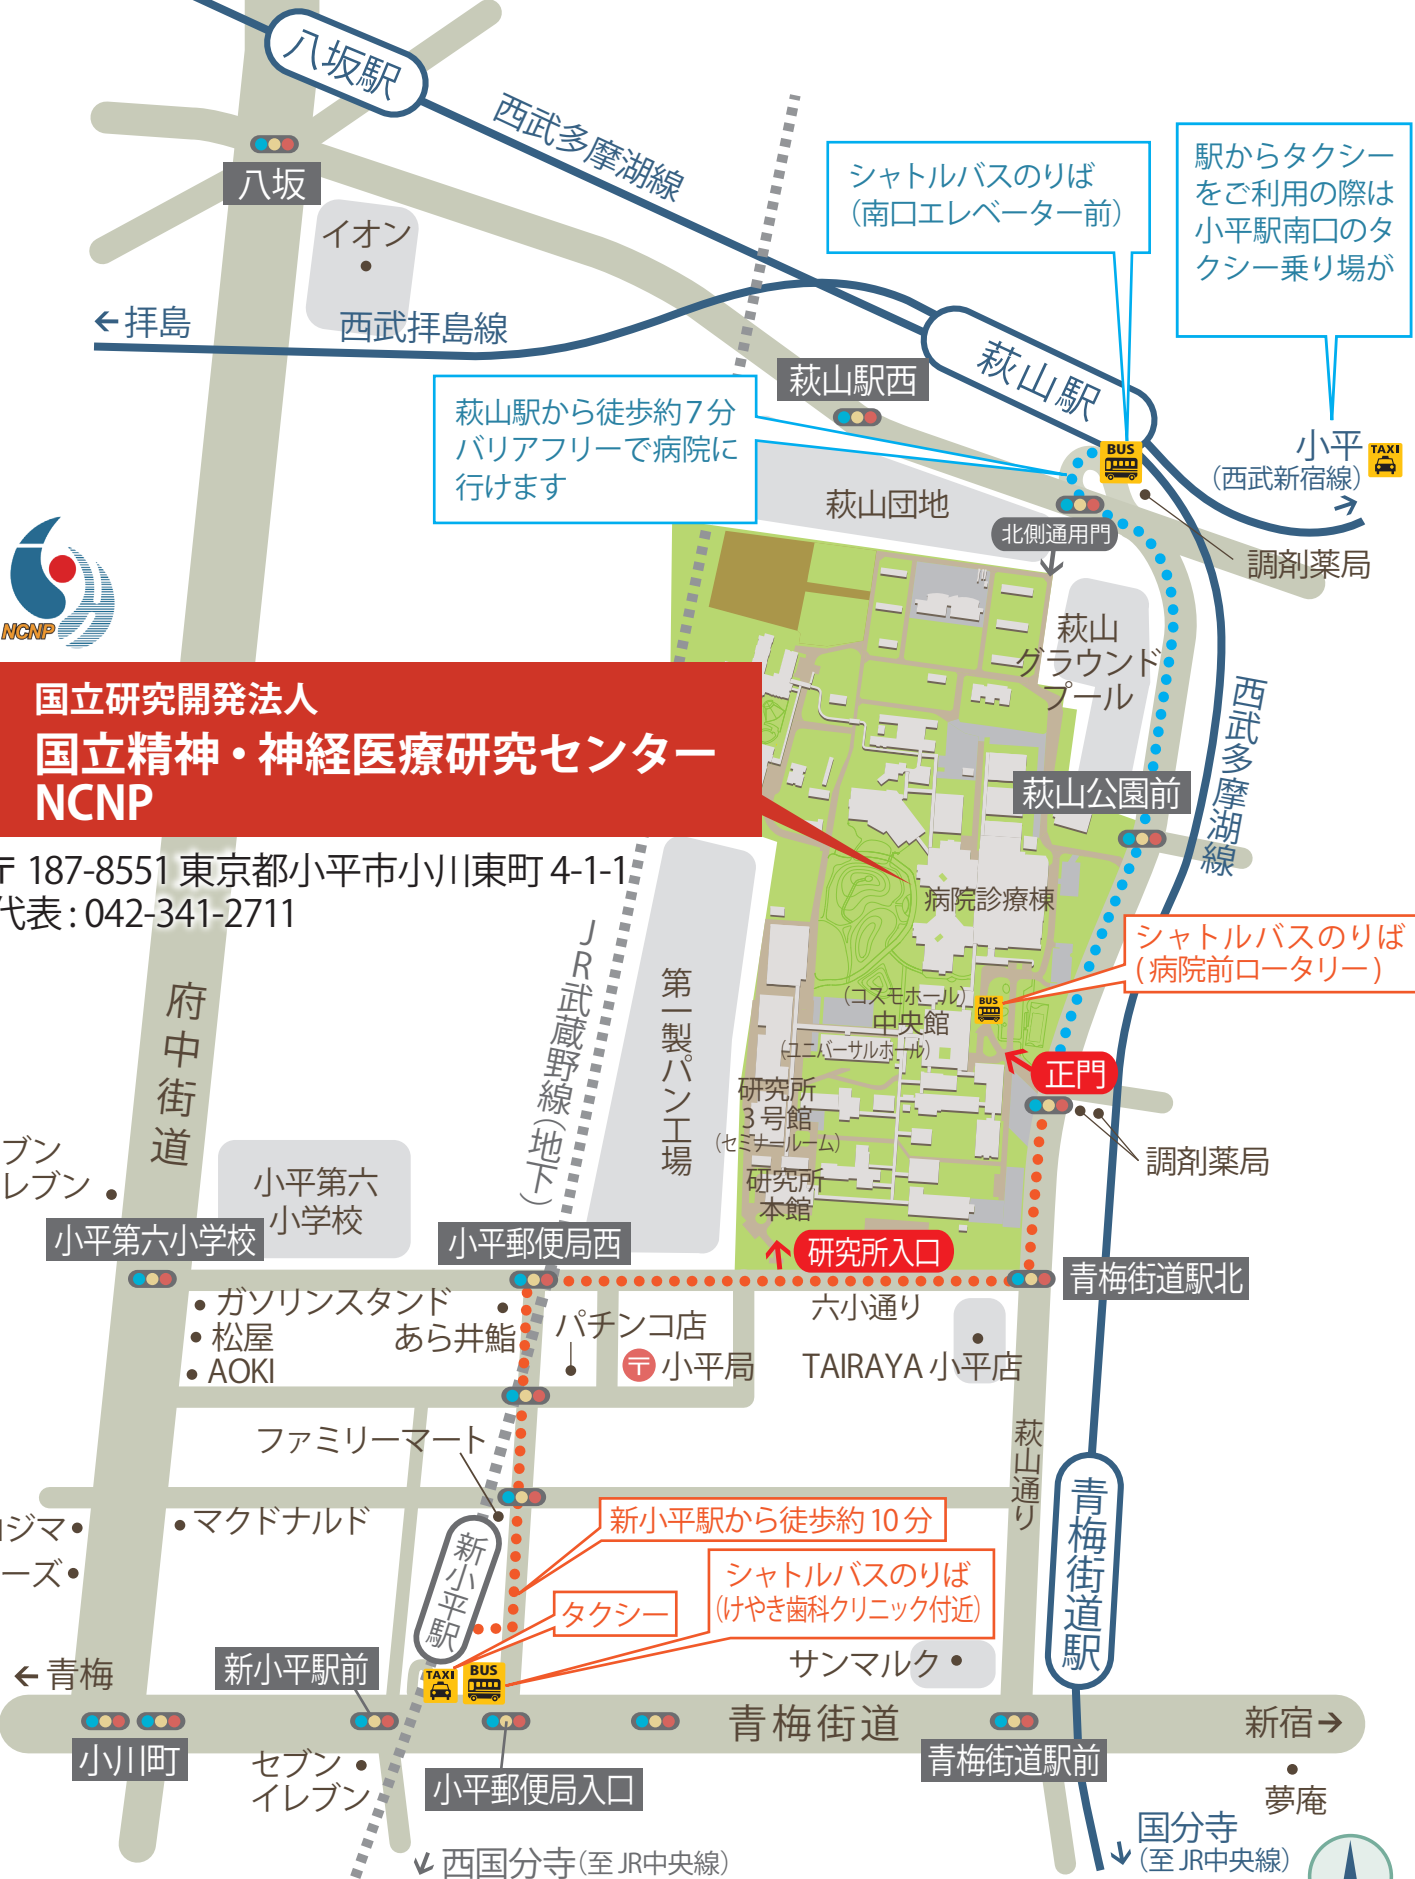 八坂駅
西武多摩湖線
八坂
イオン
シャトルバスのりば
（南口エレベーター前）
駅からタクシー
をご利用の際は
小平駅南口のタ
クシー乗り場が
←拝島
西武拝島線
萩山駅西
萩山駅
萩山駅から徒歩約7分
バリアフリーで病院に
行けます
BUS
小平
（西武新宿線）
TAXI
萩山団地
北側通用門
調剤薬局
NCNP
萩山
グラウンド
プール
西武多摩湖線
国立研究開発法人
国立精神・神経医療研究センター
NCNP
萩山公園前
〒187-8551 東京都小平市小川東町 4-1-1
代表 : 042-341-2711
病院診療棟
シャトルバスのりば
(病院前ロータリー)
府中街道
JR武蔵野線（地下）
第一製パン工場
（コスモホール）
中央館
（ユニバーサルホール）
BUS
正門
研究所
3号館
（セミナールーム）
研究所
本館
調剤薬局
ブン
レブン
小平第六
小学校
小平第六小学校
小平郵便局西
研究所入口
青梅街道駅北
六小通り
ガソリンスタンド
松屋
AOKI
あら井鮨
パチンコ店
〒小平局
TAIRAYA 小平店
ファミリーマート
萩山通り
青梅街道駅
ジマ
ーズ
マクドナルド
新小平駅から徒歩約 10 分
新小平駅
シャトルバスのりば
（けやき歯科クリニック付近）
タクシー
サンマルク
←青梅
新小平駅前
TAXI
BUS
青梅街道
新宿→
小川町
セブン
イレブン
小平郵便局入口
青梅街道駅前
夢庵
国分寺
（至 JR中央線）
西国分寺（至 JR中央線）